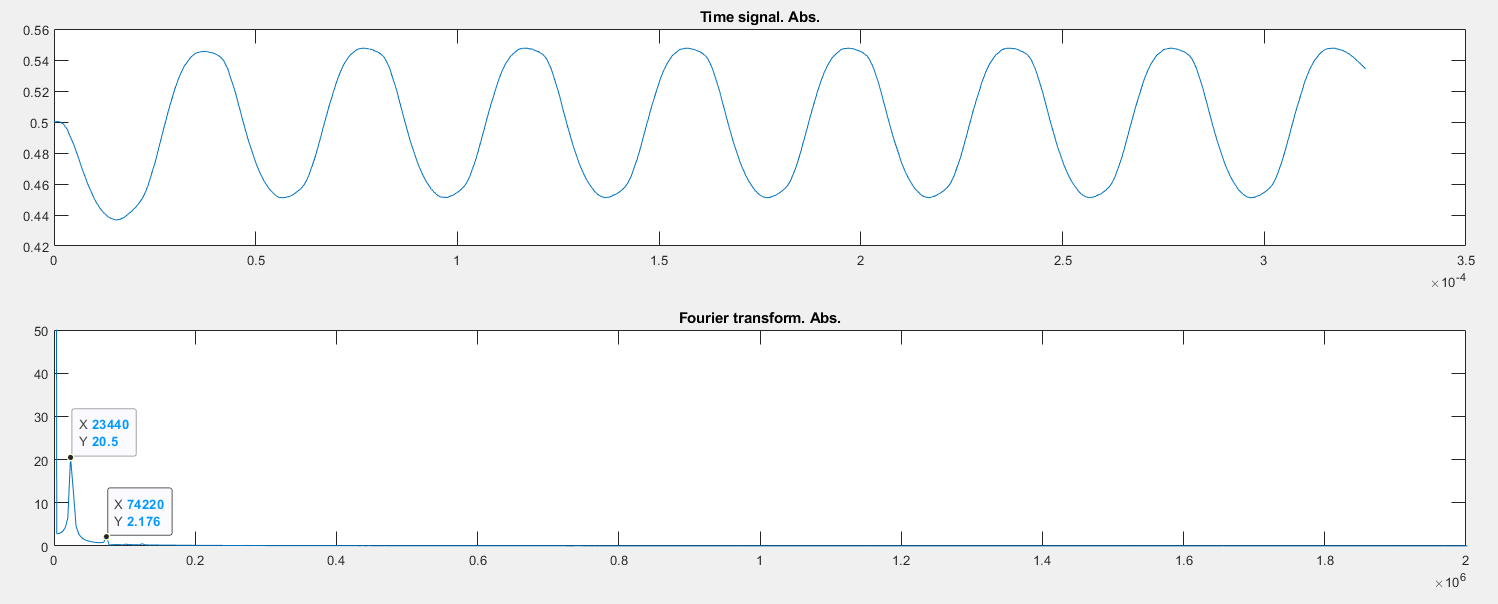 Time signal. Abs.
0.56
0.54
0.52
0.5
0.48
0.46
0.44
0.42
0 0.5 1 1.5 2 2.5 3 3.5
×10-4
Fourier transform. Abs.
50
40
30
20
10
0
X 23440
Y 20.5
X 74220
Y 2.176
0 0.2 0.4 0.6 0.8 1 1.2 1.4 1.6 1.8 2
×106